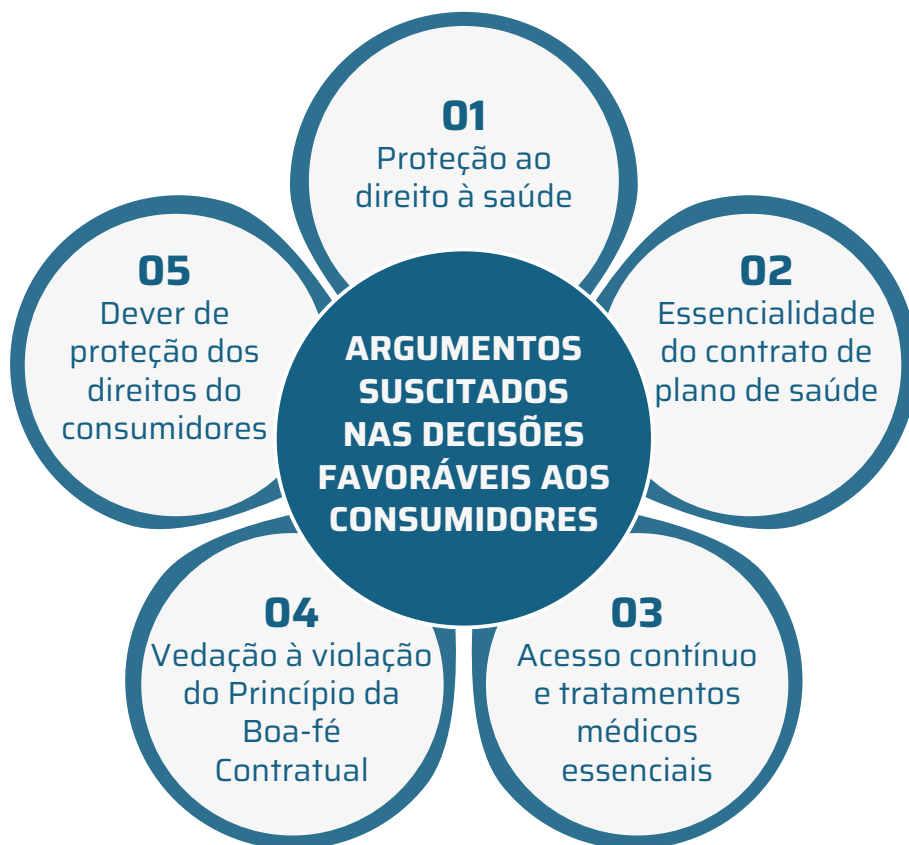 01
Proteção ao
direito à saúde
02
Essencialidade
do contrato de
plano de saúde
03
Acesso contínuo
e tratamentos
médicos
essenciais
04
Vedação à violação
do Princípio da
Boa-fé
Contratual
05
Dever de
proteção dos
direitos do
consumidores
ARGUMENTOS
SUSCITADOS
NAS DECISÕES
FAVORÁVEIS AOS
CONSUMIDORES